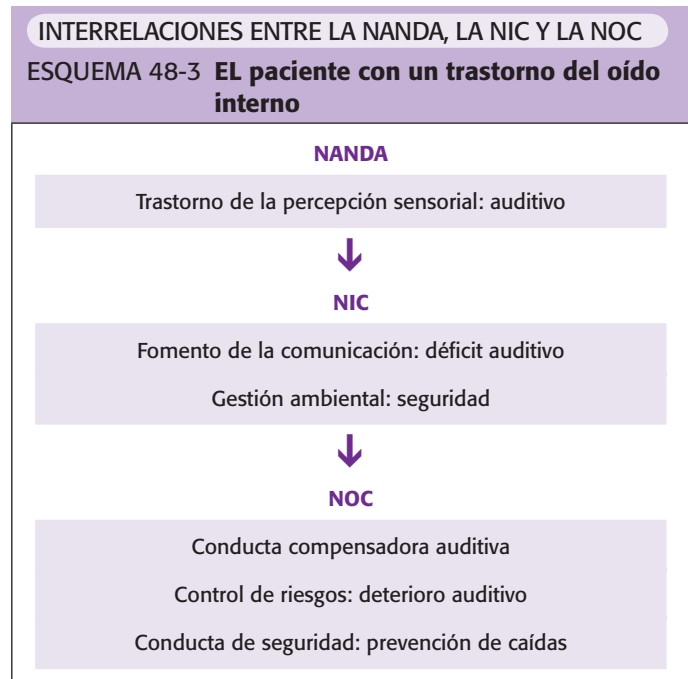 INTERRELACIONES ENTRE LA NANDA, LA NIC Y LA NOC
ESQUEMA 48-3 EL paciente con un trastorno del oído
interno
NANDA
Trastorno de la percepción sensorial: auditivo
NIC
Fomento de la comunicación: déficit auditivo
Gestión ambiental: seguridad
NOC
Conducta compensadora auditiva
Control de riesgos: deterioro auditivo
Conducta de seguridad: prevención de caídas